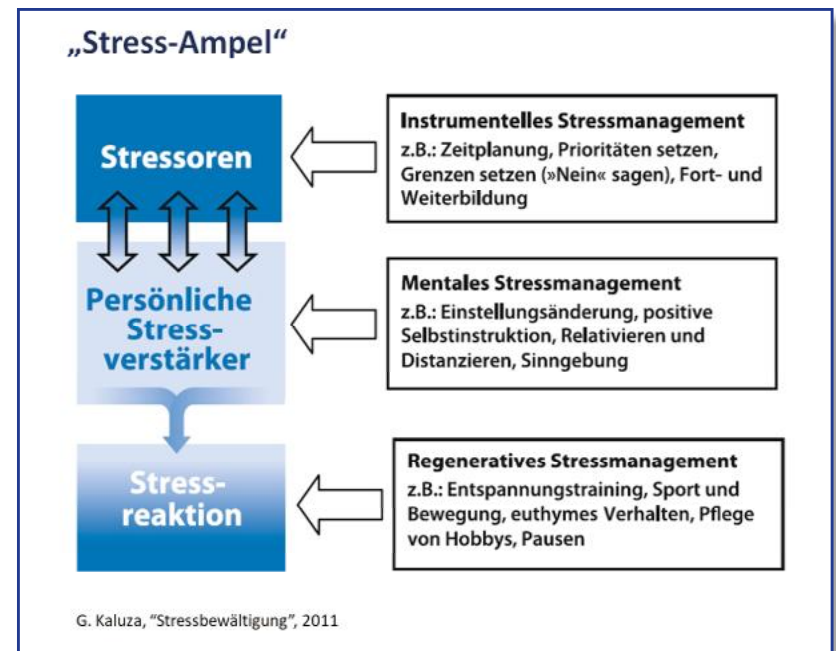 „Stress-Ampel“
Stressoren
Instrumentelles Stressmanagement
z.B.: Zeitplanung, Prioritäten setzen,
Grenzen setzen (»Nein« sagen), Fort- und
Weiterbildung
Persönliche
Stress-
verstärker
Mentales Stressmanagement
z.B.: Einstellungsänderung, positive
Selbstinstruktion, Relativieren und
Distanzieren, Sinngebung
Stress-
reaktion
Regeneratives Stressmanagement
z.B.: Entspannungstraining, Sport und
Bewegung, euthymes Verhalten, Pflege
von Hobbys, Pausen
G. Kaluza, “Stressbewältigung”, 2011